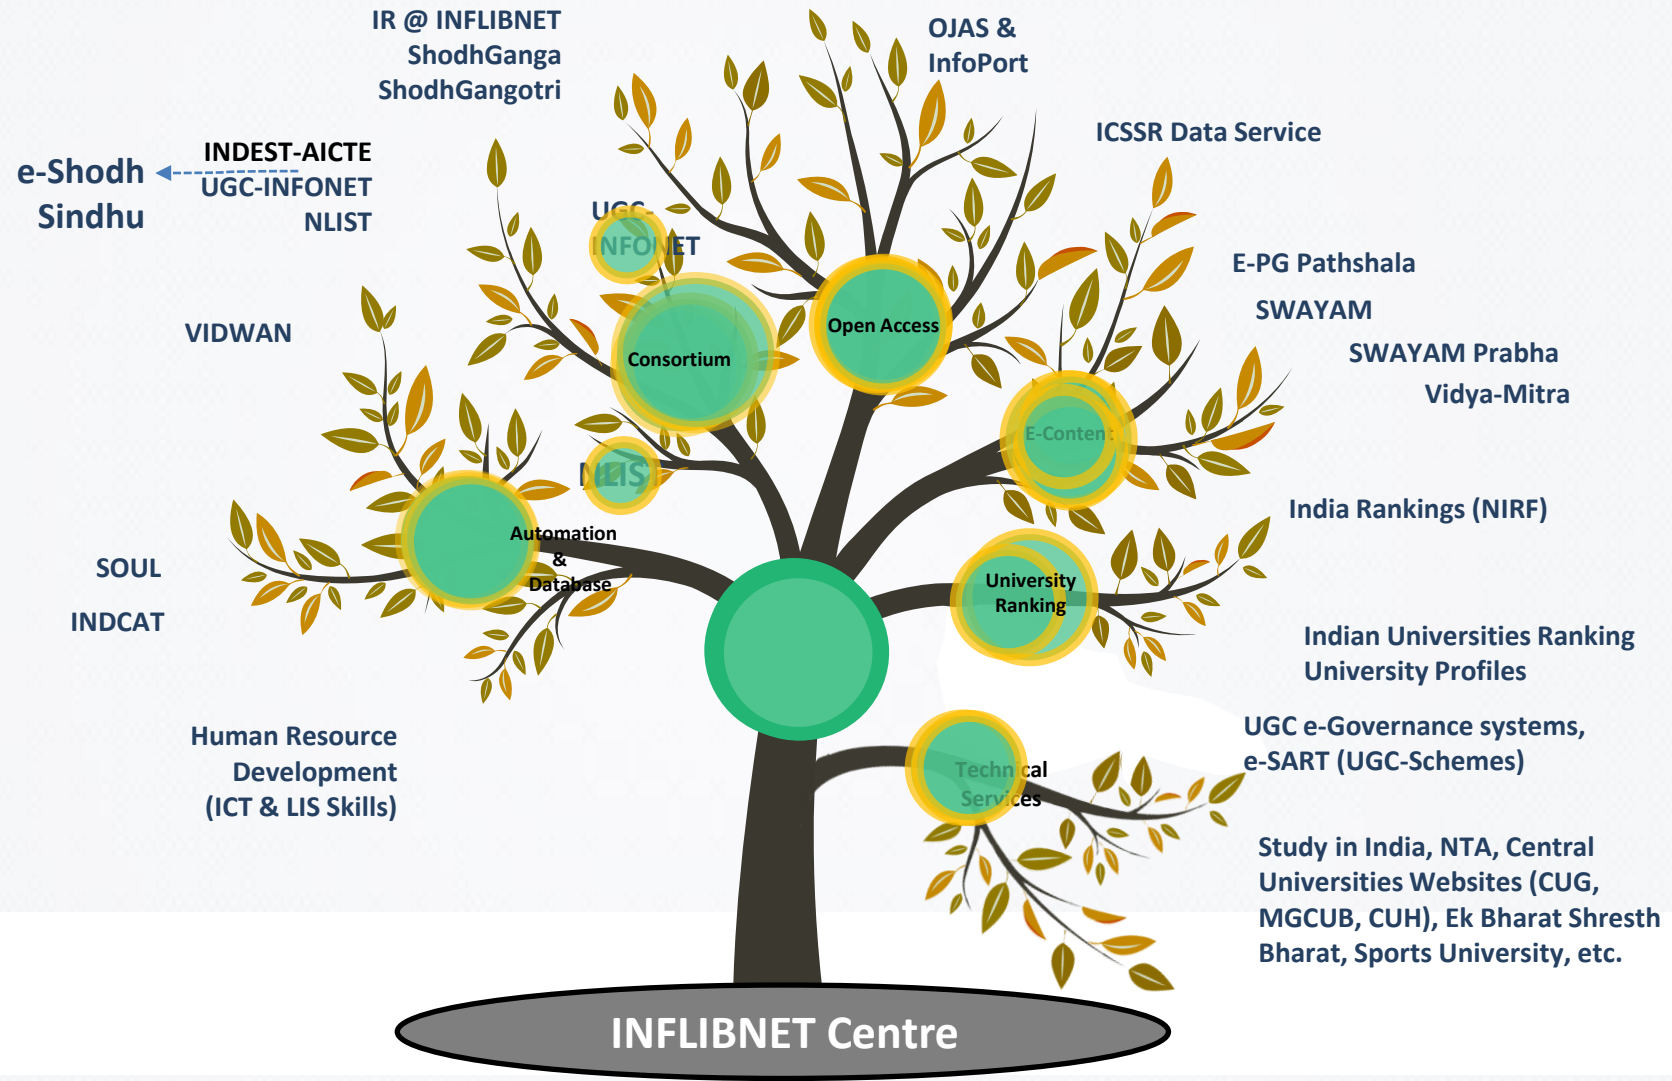 IR @ INFLIBNET
ShodhGanga
ShodhGangotri
OJAS &
InfoPort
ICSSR Data Service
INDEST-AICTE
UGC-INFONET
NLIST
e-Shodh
Sindhu
UGC-
INFONET
E-PG Pathshala
SWAYAM
SWAYAM Prabha
Vidya-Mitra
VIDWAN
Consortium
Open Access
E-Content
NLIST
India Rankings (NIRF)
Automation
&
Database
SOUL
INDCAT
University
Ranking
Indian Universities Ranking
University Profiles
Human Resource
Development
(ICT & LIS Skills)
UGC e-Governance systems,
e-SART (UGC-Schemes)
Technical
Services
Study in India, NTA, Central
Universities Websites (CUG,
MGCUB, CUH), Ek Bharat Shresth
Bharat, Sports University, etc.
INFLIBNET Centre